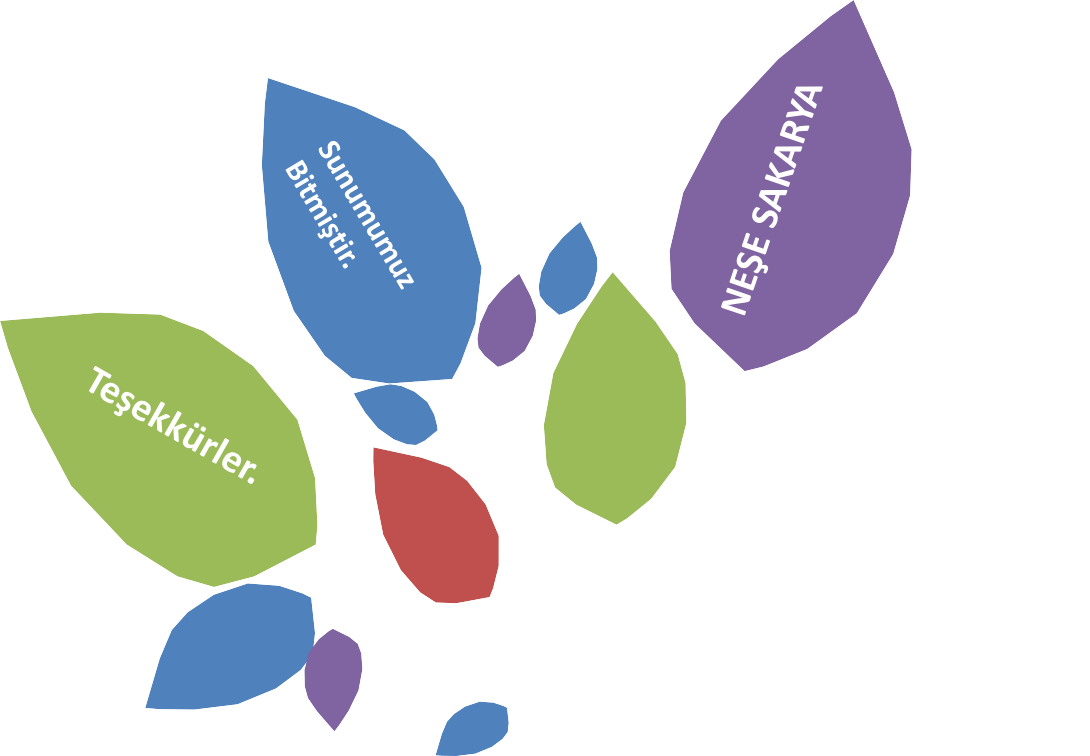 Sunumumuz
Bitmiştir.
Teşekkürler.
NEŞE SAKARYA